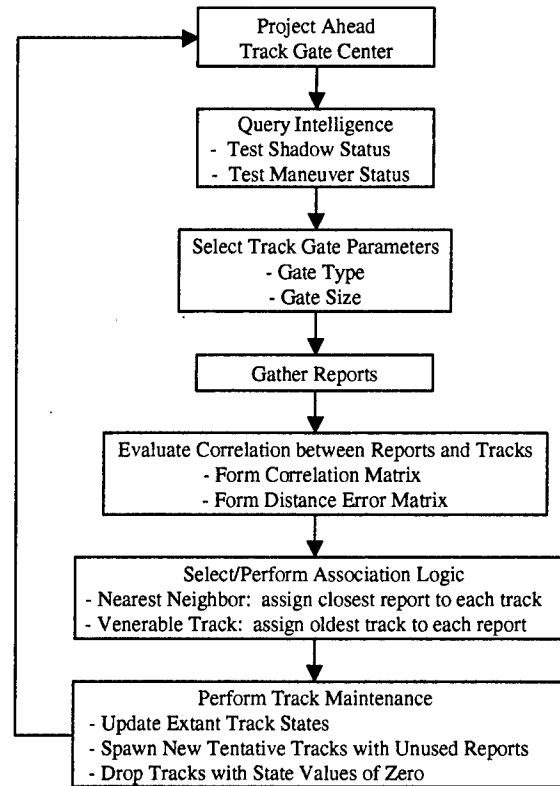 Project Ahead
Track Gate Center
Query Intelligence
- Test Shadow Status
- Test Maneuver Status
Select Track Gate Parameters
- Gate Type
- Gate Size
Gather Reports
Evaluate Correlation between Reports and Tracks
- Form Correlation Matrix
- Form Distance Error Matrix
Select/Perform Association Logic
- Nearest Neighbor: assign closest report to each track
- Venerable Track: assign oldest track to each report
Perform Track Maintenance
- Update Extant Track States
- Spawn New Tentative Tracks with Unused Reports
- Drop Tracks with State Values of Zero